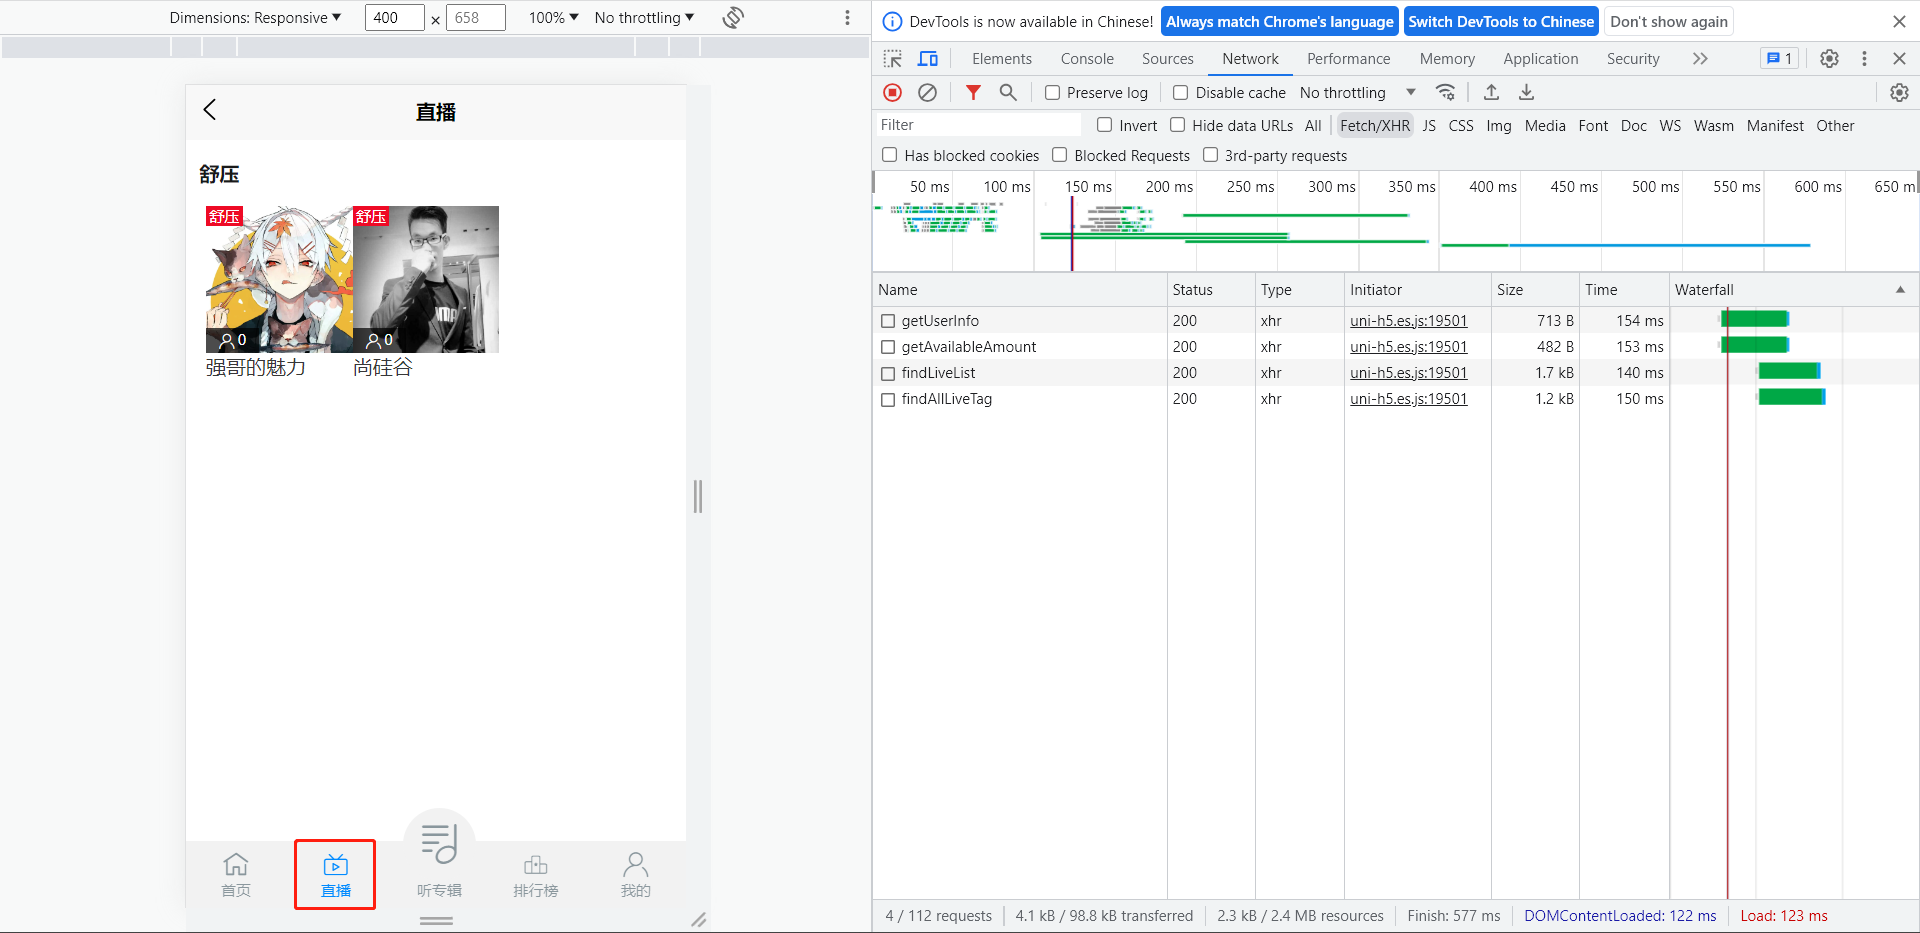 Dimensions: Responsive ▼ 400 × 658 100% ▼ No throttling ▼
直播
舒压
舒压 舒压
0 0
强哥的魅力 尚硅谷
首页 直播 听专辑 排行榜 我的
DevTools is now available in Chinese! Always match Chrome's language Switch DevTools to Chinese Don't show again
Elements Console Sources Network Performance Memory Application Security 1
Preserve log Disable cache No throttling
Filter Invert Hide data URLs All Fetch/XHR JS CSS Img Media Font Doc WS Wasm Manifest Other
Has blocked cookies Blocked Requests 3rd-party requests
50 ms 100 ms 150 ms 200 ms 250 ms 300 ms 350 ms 400 ms 450 ms 500 ms 550 ms 600 ms 650 m
Name Status Type Initiator Size Time Waterfall
getUserInfo 200 xhr uni-h5.es.js:19501 713 B 154 ms
getAvailableAmount 200 xhr uni-h5.es.js:19501 482 B 153 ms
findLiveList 200 xhr uni-h5.es.js:19501 1.7 kB 140 ms
findAllLiveTag 200 xhr uni-h5.es.js:19501 1.2 kB 150 ms
4 / 112 requests 4.1 kB / 98.8 kB transferred 2.3 kB / 2.4 MB resources Finish: 577 ms DOMContentLoaded: 122 ms Load: 123 ms